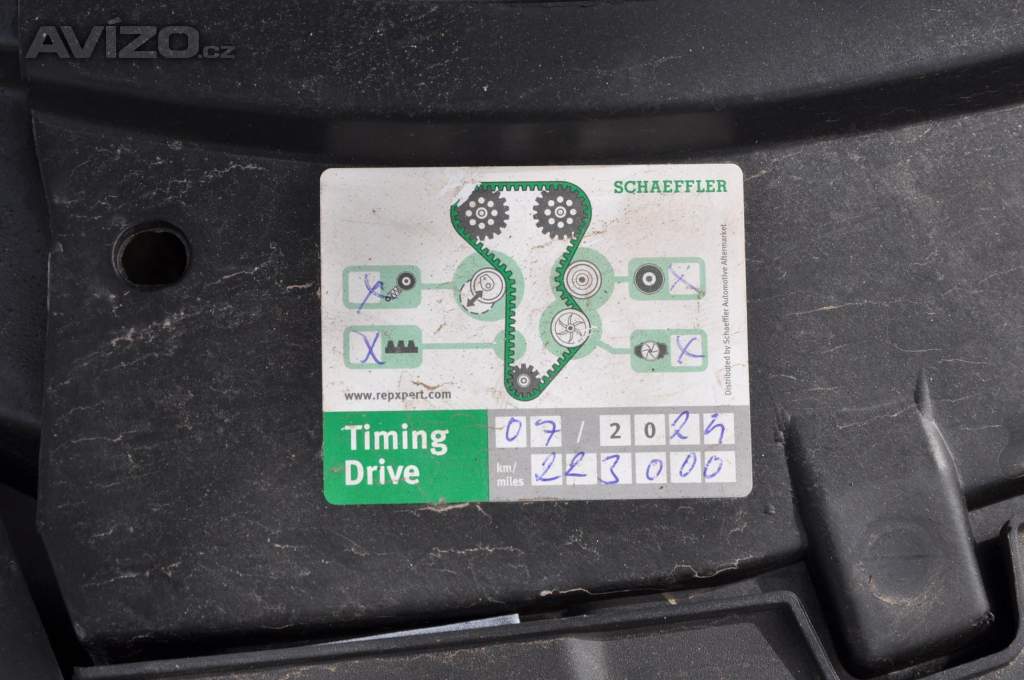 AVÍZO.cz
SCHAEFFLER
X
X
X
X
Distributed by Schaeffler Automotive Aftermarket
www.repxpert.com
Timing
Drive
07 / 2024
km/
miles
223000